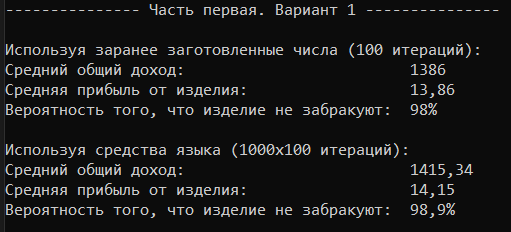 --------------- Часть первая. Вариант 1 ---------------
Используя заранее заготовленные числа (100 итераций):
Средний общий доход: 1386
Средняя прибыль от изделия: 13,86
Вероятность того, что изделие не забракуют: 98%
Используя средства языка (1000x100 итераций):
Средний общий доход: 1415,34
Средняя прибыль от изделия: 14,15
Вероятность того, что изделие не забракуют: 98,9%